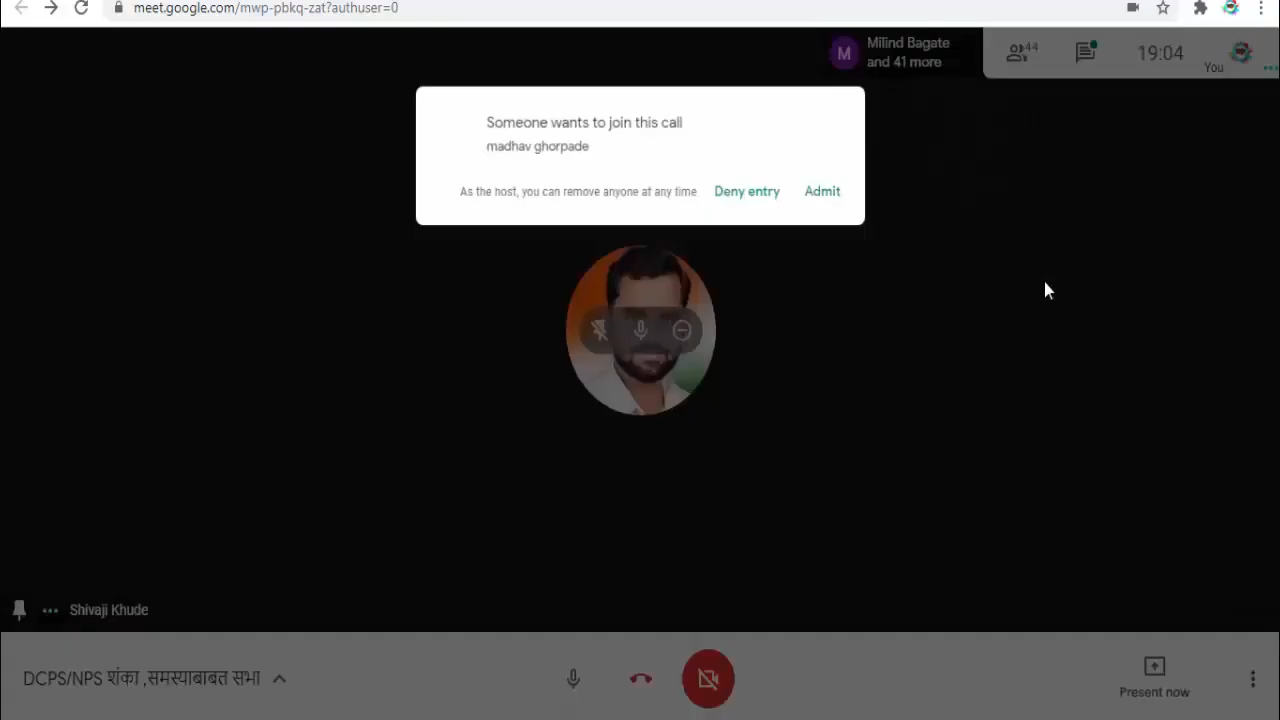 meet.google.com/mwp-pbkq-zat?authuser=0
Milind Bagate
and 41 more
M
44
19:04
You
Someone wants to join this call
madhav ghorpade
As the host, you can remove anyone at any time
Deny entry
Admit
Shivaji Khude
DCPS/NPS शंका ,समस्याबाबत सभा
Present now